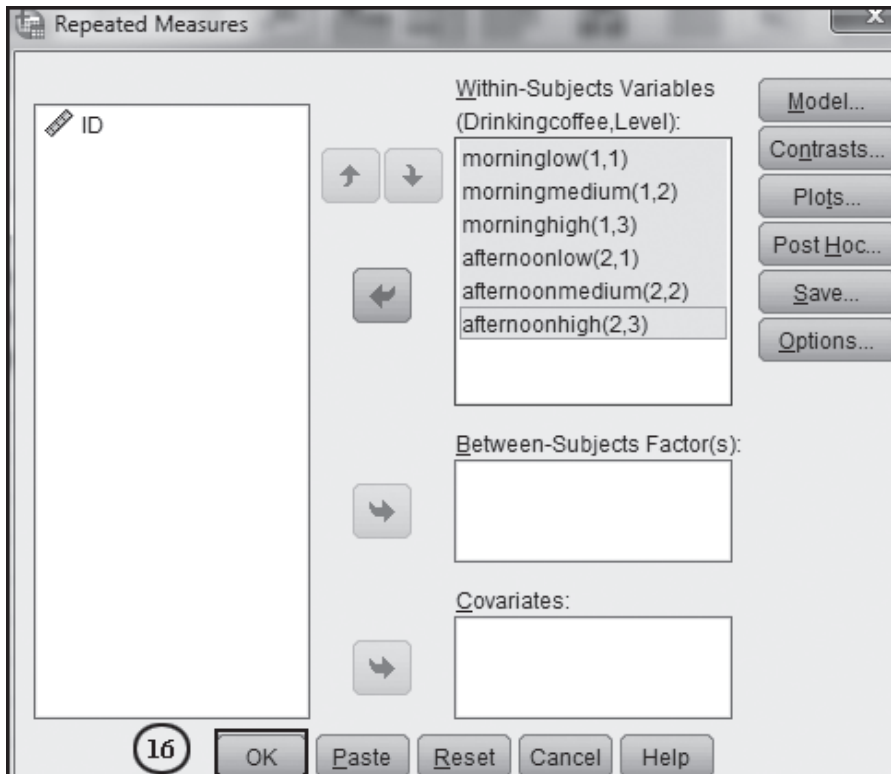 Repeated Measures
X
ID
Within-Subjects Variables
(Drinkingcoffee,Level):
morninglow(1,1)
morningmedium(1,2)
morninghigh(1,3)
afternoonlow(2,1)
afternoonmedium(2,2)
afternoonhigh(2,3)
Between-Subjects Factor(s):
Covariates:
Model...
Contrasts...
Plots...
Post Hoc...
Save...
Options...
16
OK
Paste
Reset
Cancel
Help